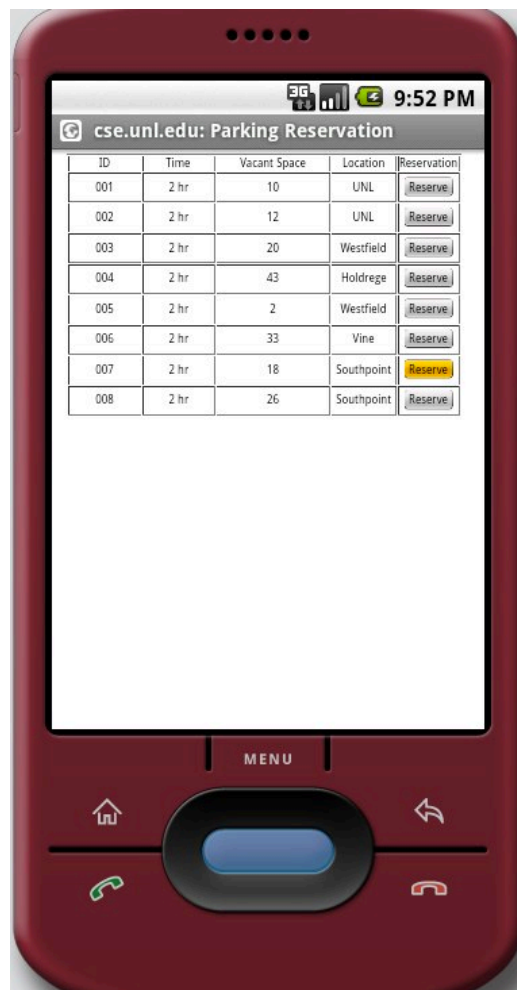 3G 9:52 PM
cse.unl.edu: Parking Reservation
ID Time Vacant Space Location Reservation
001 2 hr 10 UNL Reserve
002 2 hr 12 UNL Reserve
003 2 hr 20 Westfield Reserve
004 2 hr 43 Holdrege Reserve
005 2 hr 2 Westfield Reserve
006 2 hr 33 Vine Reserve
007 2 hr 18 Southpoint Reserve
008 2 hr 26 Southpoint Reserve
MENU